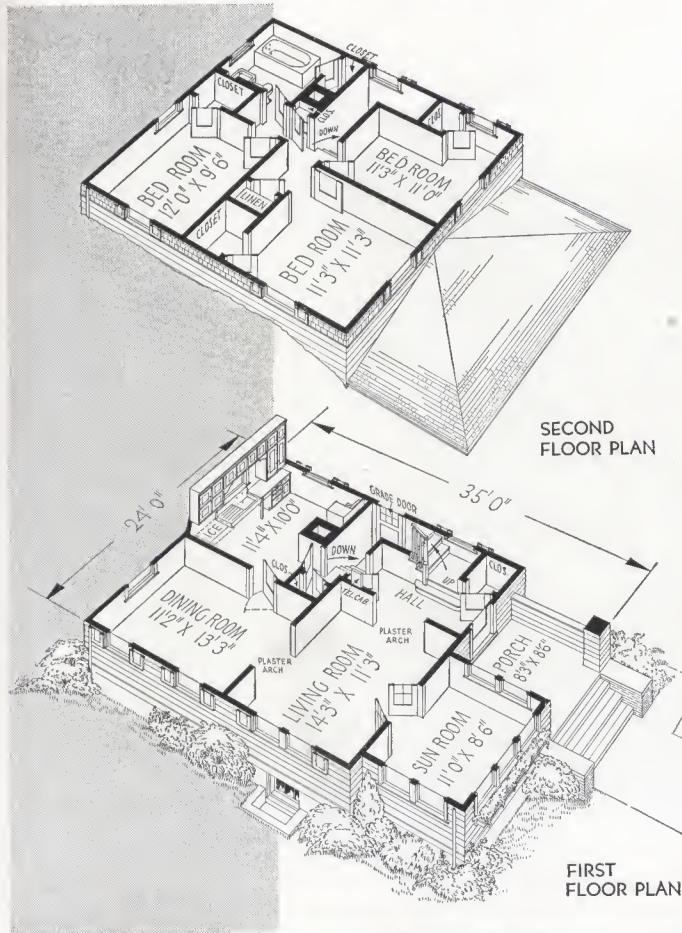 CLOSET
CLOSET
CLOS
DOWN
CLOS
BED ROOM
12'0" X 9'6"
BED ROOM
11'3" X 11'0"
LINEN
CLOSET
BED ROOM
11'3" X 11'3"
SECOND
FLOOR PLAN
24'0"
35'0"
GRADE DOOR
ICE
11'4" X 10'0"
DOWN
UP
CLOS
CLOS.
TEL. CAB.
HALL
DINING ROOM
11'2" X 13'3"
PLASTER
ARCH
PLASTER
ARCH
LIVING ROOM
14'3" X 11'3"
PORCH
8'3" X 8'6"
SUN ROOM
11'0" X 8'6"
FIRST
FLOOR PLAN